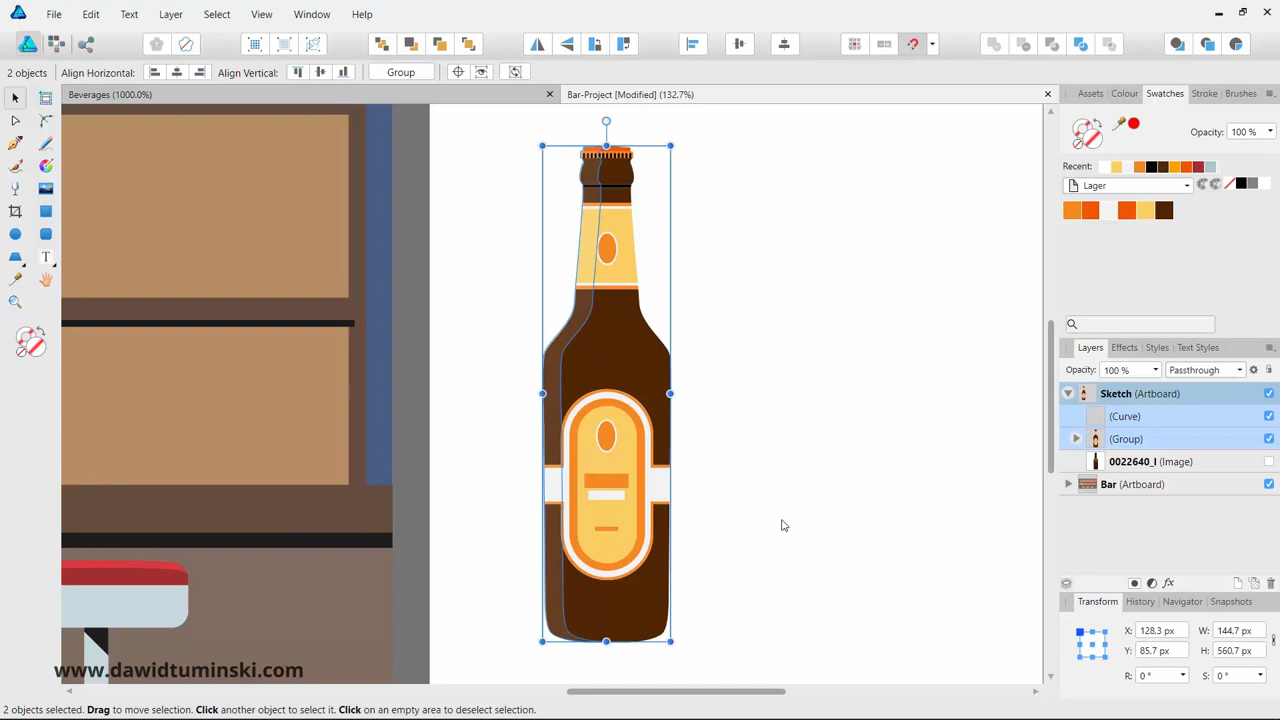 File Edit Text Layer Select View Window Help
2 objects Align Horizontal: Align Vertical: Group
Beverages (1000.0%) Bar-Project [Modified] (132.7%)
Assets Colour Swatches Stroke Brushes
Opacity: 100 %
Recent:
Lager
Layers Effects Styles Text Styles
Opacity: 100 % Passthrough
Sketch (Artboard)
(Curve)
(Group)
0022640_l (Image)
Bar (Artboard)
fx
Transform History Navigator Snapshots
X: 128,3 px W: 144,7 px
Y: 85,7 px H: 560,7 px
R: 0 ° S: 0 °
www.dawidtuminski.com
2 objects selected. Drag to move selection. Click another object to select it. Click on an empty area to deselect selection.